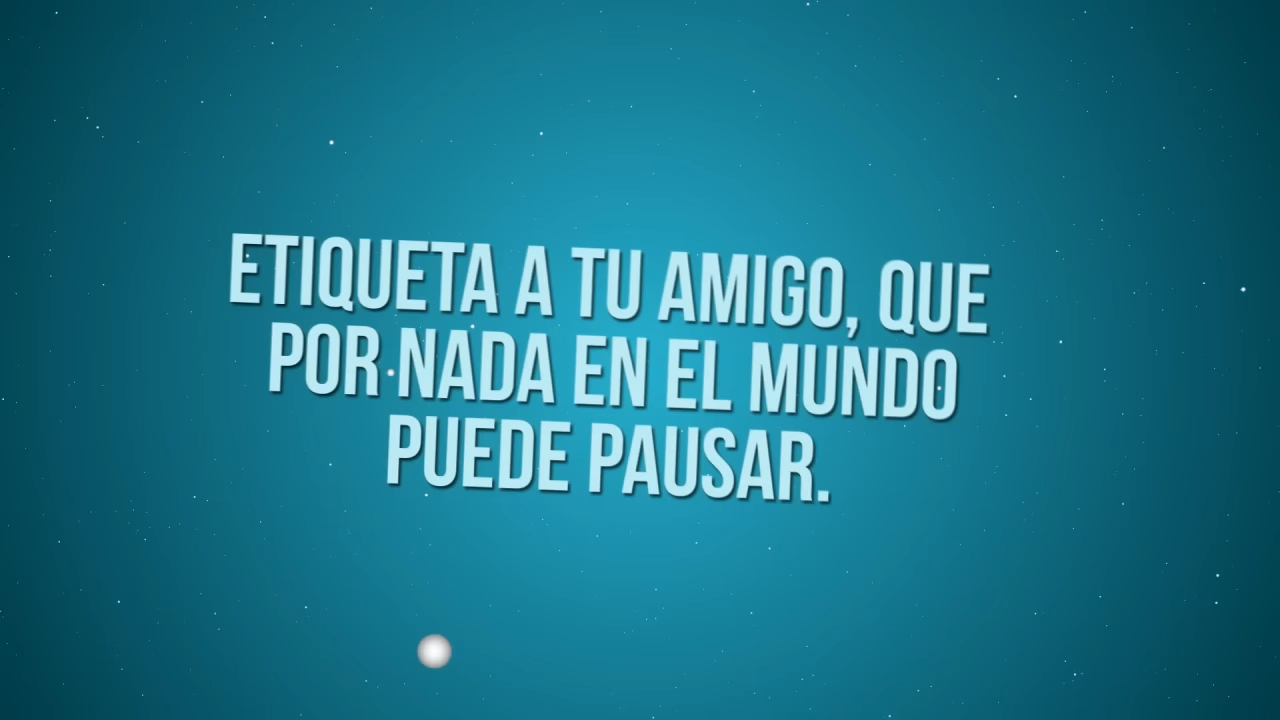 ETIQUETA A TU AMIGO, QUE
POR NADA EN EL MUNDO
PUEDE PAUSAR.